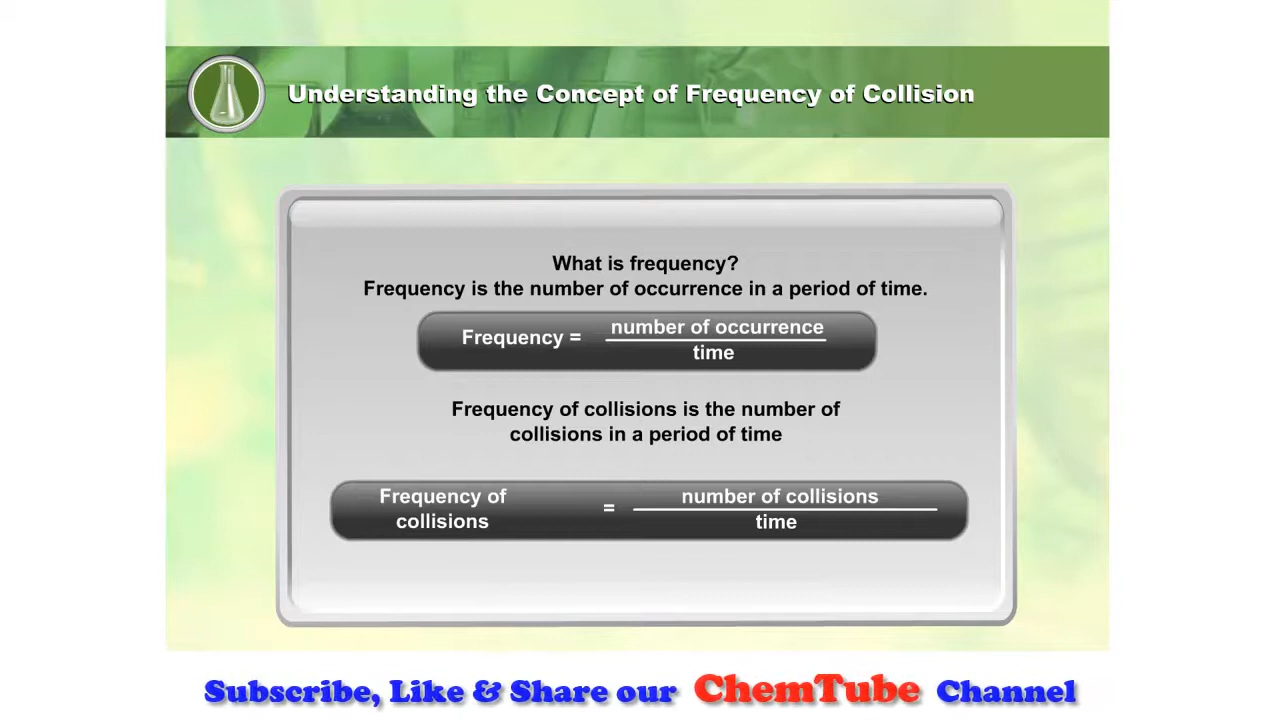 Understanding the Concept of Frequency of Collision
What is frequency?
Frequency is the number of occurrence in a period of time.
Frequency = number of occurrence
time
Frequency of collisions is the number of
collisions in a period of time
Frequency of
collisions
=
number of collisions
time
Subscribe, Like & Share our ChemTube Channel